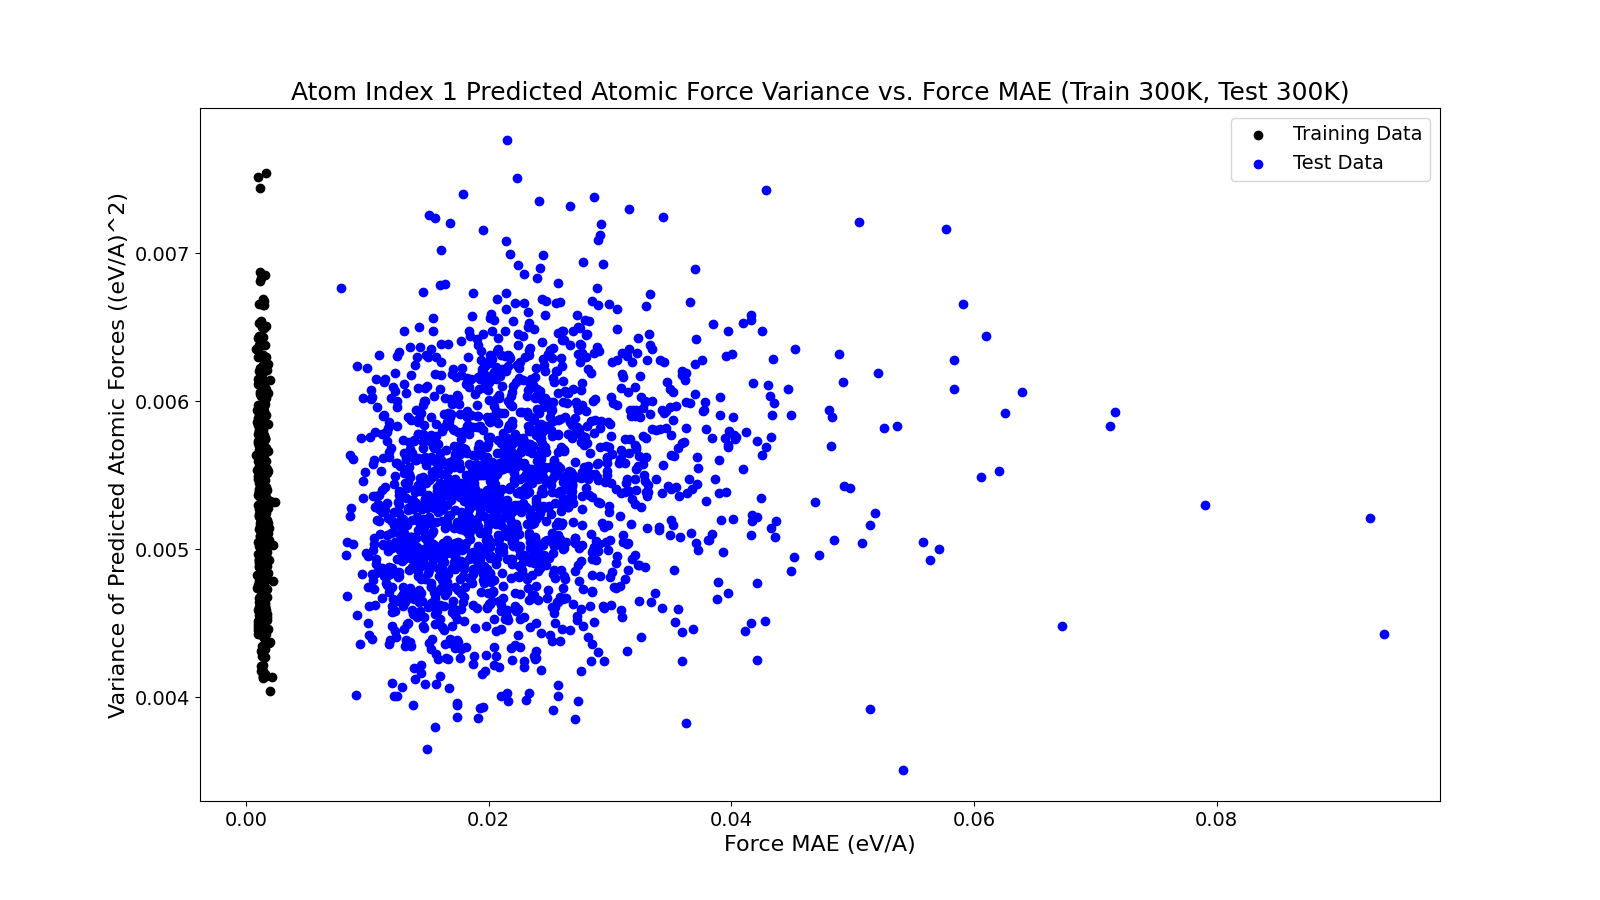 Atom Index 1 Predicted Atomic Force Variance vs. Force MAE (Train 300K, Test 300K)
Training Data
Test Data
Variance of Predicted Atomic Forces ((eV/A)^2)
0.007
0.006
0.005
0.004
0.00 0.02 0.04 0.06 0.08
Force MAE (eV/A)